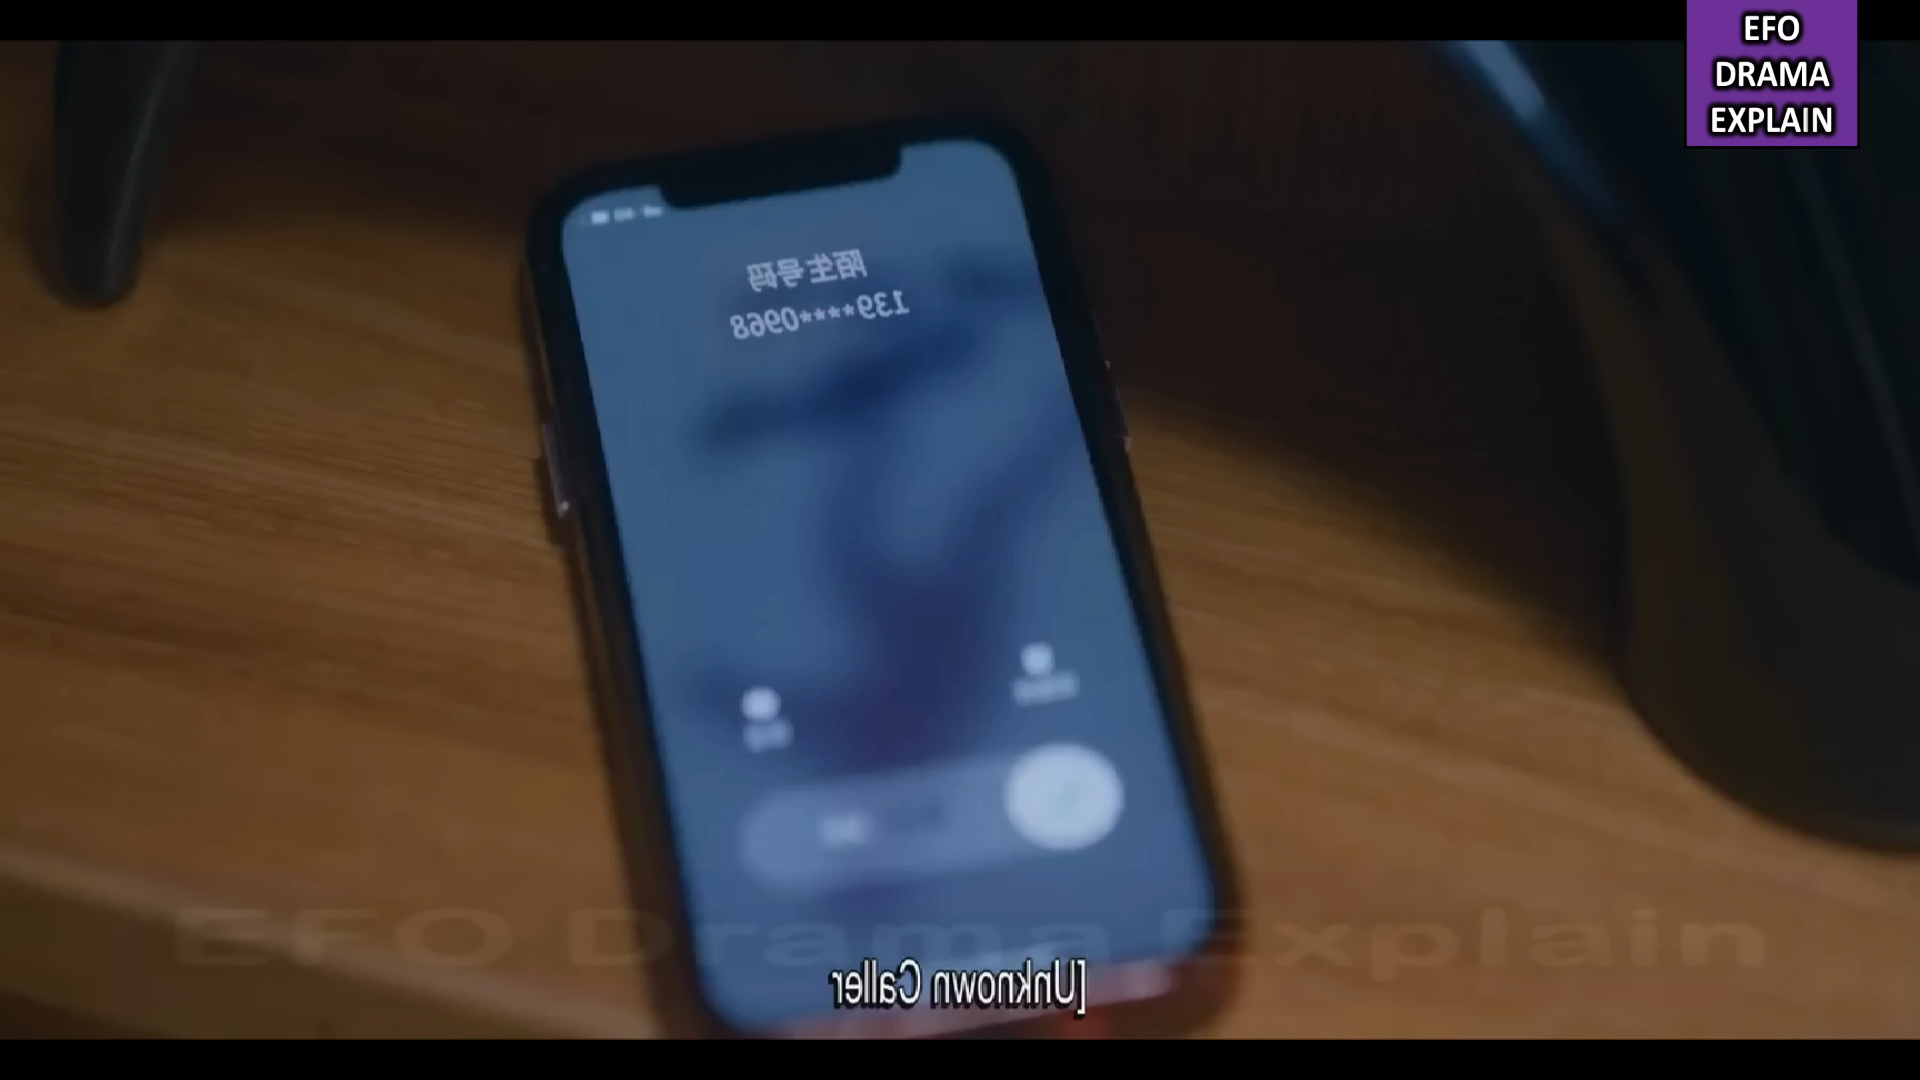 EFO
DRAMA
EXPLAIN
陌生号码
139****0968
EFO Drama Explain
[Unknown Caller